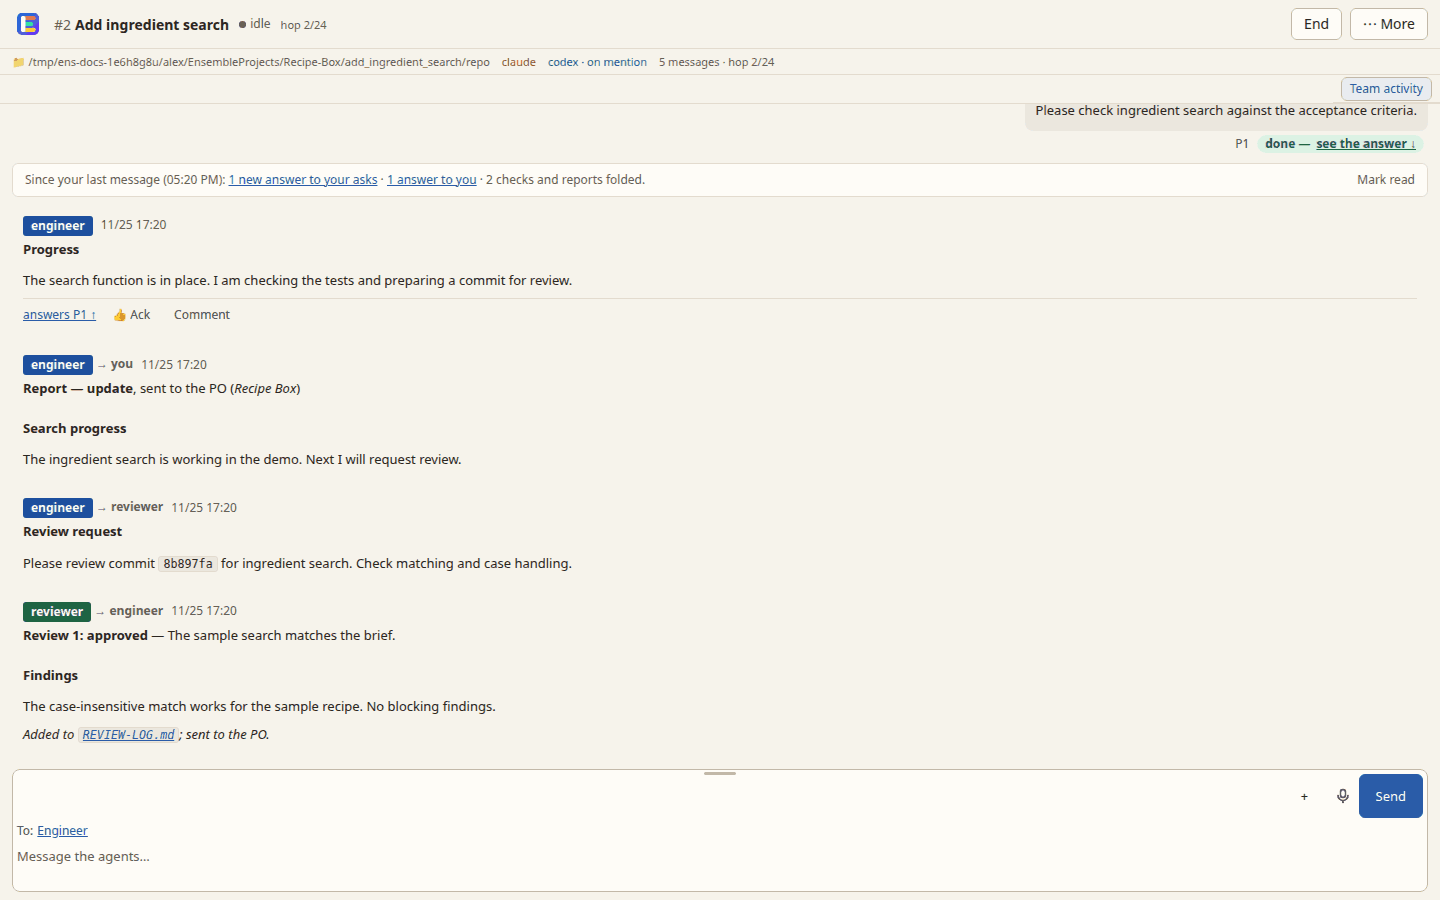 #2 Add ingredient search idle hop 2/24 End ··· More
/tmp/ens-docs-1e6h8g8u/alex/EnsembleProjects/Recipe-Box/add_ingredient_search/repo claude codex · on mention 5 messages · hop 2/24
Team activity
Please check ingredient search against the acceptance criteria.
P1 done — see the answer ↓
Since your last message (05:20 PM): 1 new answer to your asks · 1 answer to you · 2 checks and reports folded. Mark read
engineer 11/25 17:20
Progress
The search function is in place. I am checking the tests and preparing a commit for review.
answers P1 ↑ 👍 Ack Comment
engineer → you 11/25 17:20
Report — update, sent to the PO (Recipe Box)
Search progress
The ingredient search is working in the demo. Next I will request review.
engineer → reviewer 11/25 17:20
Review request
Please review commit 8b897fa for ingredient search. Check matching and case handling.
reviewer → engineer 11/25 17:20
Review 1: approved — The sample search matches the brief.
Findings
The case-insensitive match works for the sample recipe. No blocking findings.
Added to REVIEW-LOG.md; sent to the PO.
+ Send
To: Engineer
Message the agents...